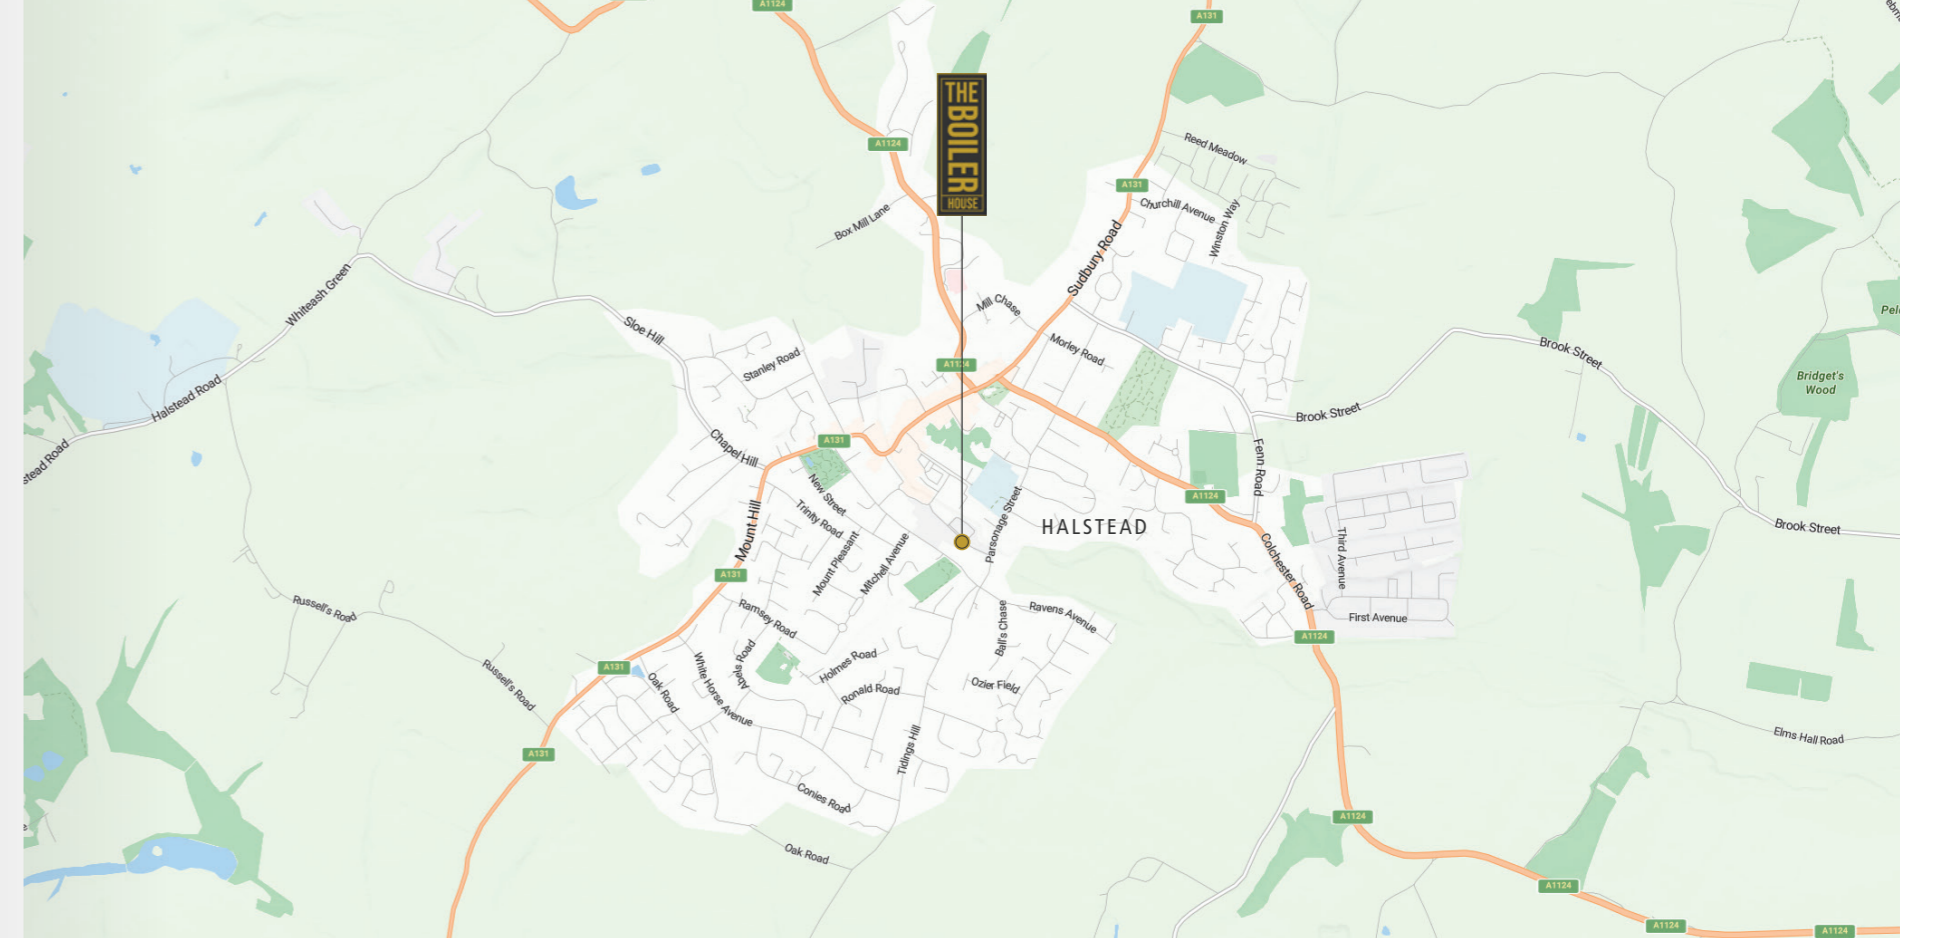 A1124
A131
ebm
THE
BOILER
HOUSE
A1124
Reed Meadow
A131
Churchill Avenue
Winston Way
Box Mill Lane
Sudbury Road
Whiteash Green
Mill Chase
Pele
Sloe Hill
Morley Road
Brook Street
Stanley Road
A1124
Bridget's
Wood
Halstead Road
Brook Street
stead Road
Chapel Hill
A131
Fenn Road
New Street
A1124
Trinity Road
Parsonage Street
HALSTEAD
Brook Street
Mount Hill
Mount Pleasant
Mitchell Avenue
Third Avenue
Colchester Road
A131
Russell's Road
Ramsey Road
Ball's Chase
Ravens Avenue
First Avenue
A1124
A131
Abels Road
Holmes Road
Russell's Road
Oak Road
White Horse Avenue
Ronald Road
Ozier Field
Tidings Hill
Elms Hall Road
A131
Conies Road
A1124
Oak Road
A1124
A1124
A1124